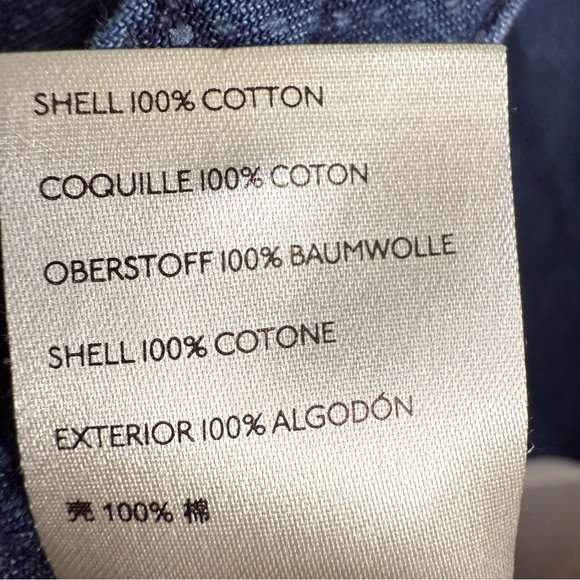 SHELL 100% COTTON
COQUILLE 100% COTON
OBERSTOFF 100% BAUMWOLLE
SHELL 100% COTONE
EXTERIOR 100% ALGODÓN
壳 100% 棉